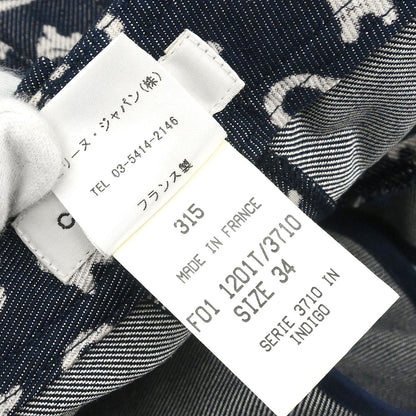 リーヌ・ジャパン(株)
TEL 03-5414-2146
フランス製
C
315
MADE IN FRANCE
F01 1201T/3710
SIZE 34
SERIE 3710 IN
INDIGO